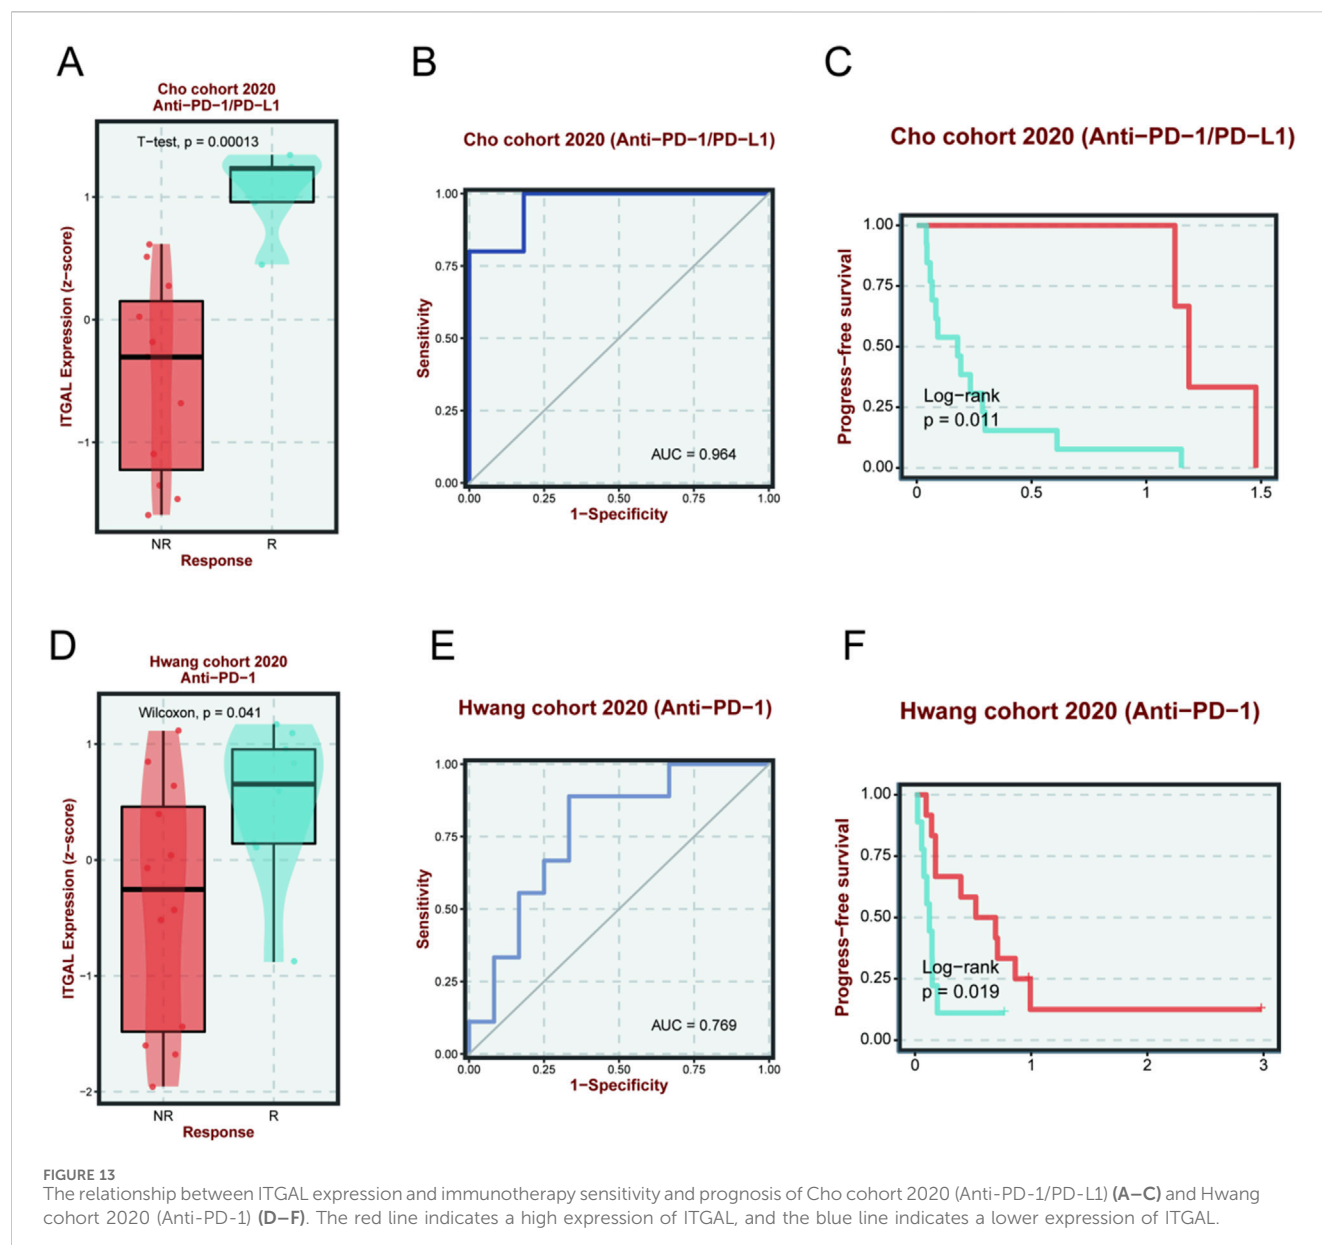 A
Cho cohort 2020
Anti−PD−1/PD−L1
T−test, p = 0.00013
ITGAL Expression (z−score)
1
0
−1
NR
R
Response
B
Cho cohort 2020 (Anti−PD−1/PD−L1)
Sensitivity
1.00
0.75
0.50
0.25
0.00
AUC = 0.964
0.00
0.25
0.50
0.75
1.00
1−Specificity
C
Cho cohort 2020 (Anti−PD−1/PD−L1)
Progress−free survival
1.00
0.75
0.50
0.25
0.00
Log−rank
p = 0.011
0
0.5
1
1.5
D
Hwang cohort 2020
Anti−PD−1
Wilcoxon, p = 0.041
ITGAL Expression (z−score)
1
0
−1
−2
NR
R
Response
E
Hwang cohort 2020 (Anti−PD−1)
Sensitivity
1.00
0.75
0.50
0.25
0.00
AUC = 0.769
0.00
0.25
0.50
0.75
1.00
1−Specificity
F
Hwang cohort 2020 (Anti−PD−1)
Progress−free survival
1.00
0.75
0.50
0.25
0.00
Log−rank
p = 0.019
0
1
2
3
FIGURE 13
The relationship between ITGAL expression and immunotherapy sensitivity and prognosis of Cho cohort 2020 (Anti-PD-1/PD-L1) (A–C) and Hwang
cohort 2020 (Anti-PD-1) (D–F). The red line indicates a high expression of ITGAL, and the blue line indicates a lower expression of ITGAL.